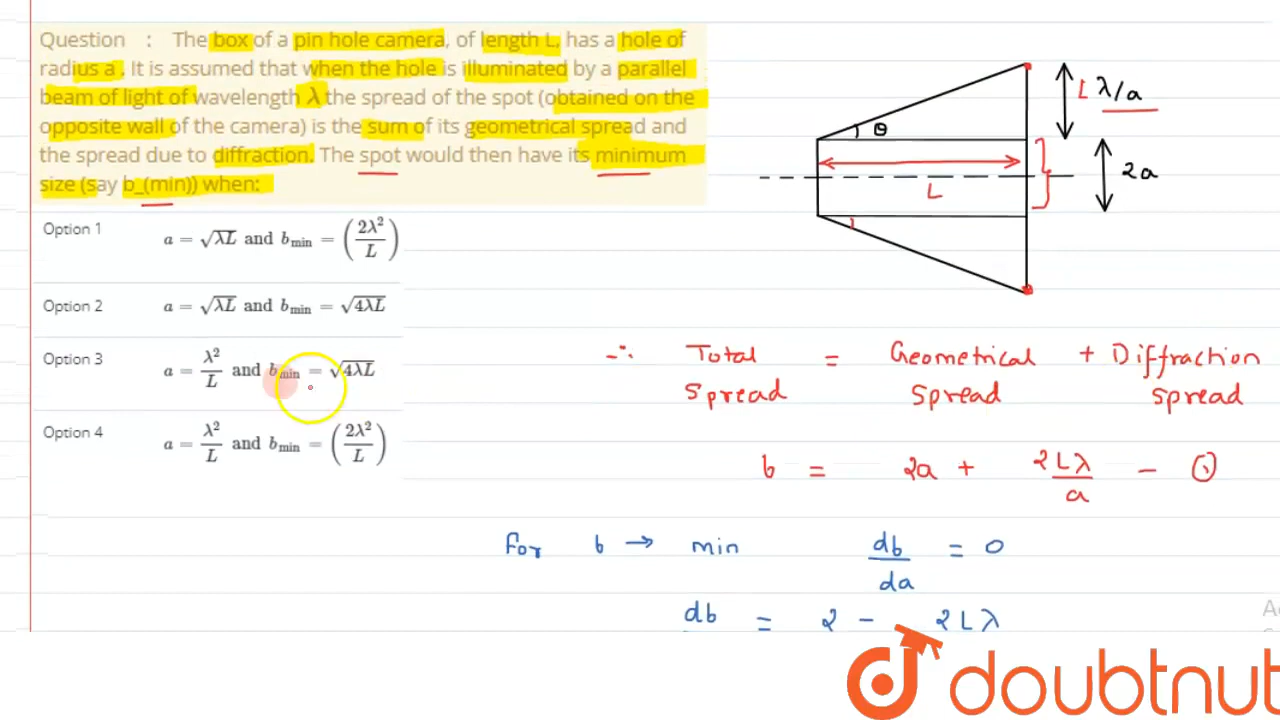 Question : The box of a pin hole camera, of length L, has a hole of
radius a . It is assumed that when the hole is illuminated by a parallel
beam of light of wavelength λ the spread of the spot (obtained on the
opposite wall of the camera) is the sum of its geometrical spread and
the spread due to diffraction. The spot would then have its minimum
size (say b_(min)) when:
Option 1 a = √λL and b_min = (2λ²/L)
Option 2 a = √λL and b_min = √4λL
Option 3 a = λ²/L and b_min = √4λL
Option 4 a = λ²/L and b_min = (2λ²/L)
θ
L λ/a
L
2a
∴ Total Spread = Geometrical Spread + Diffraction Spread
b = 2a + 2Lλ/a - ①
For b → min db/da = 0
db = 2 - 2Lλ
doubtnut